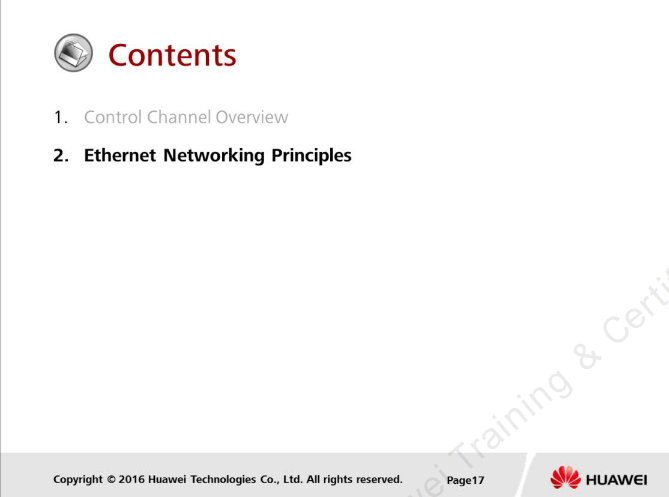 Contents
1. Control Channel Overview
2. Ethernet Networking Principles
Training & Certi
Copyright © 2016 Huawei Technologies Co., Ltd. All rights reserved.
Page17
HUAWEI